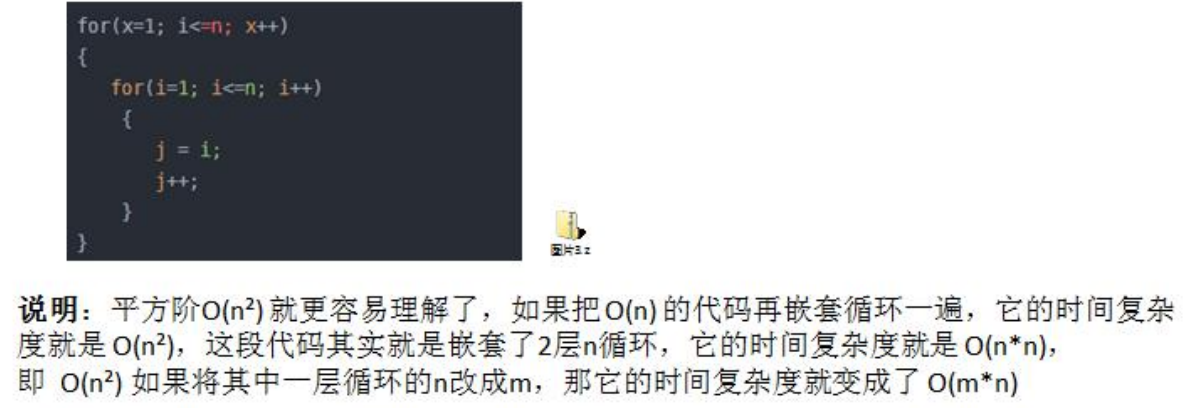 for(x=1; i<=n; x++)
{
for(i=1; i<=n; i++)
{
j = i;
j++;
}
}
图片3.z
说明：平方阶O(n²) 就更容易理解了，如果把 O(n) 的代码再嵌套循环一遍，它的时间复杂
度就是 O(n²)，这段代码其实就是嵌套了2层n循环，它的时间复杂度就是 O(n*n)，
即 O(n²) 如果将其中一层循环的n改成m，那它的时间复杂度就变成了 O(m*n)